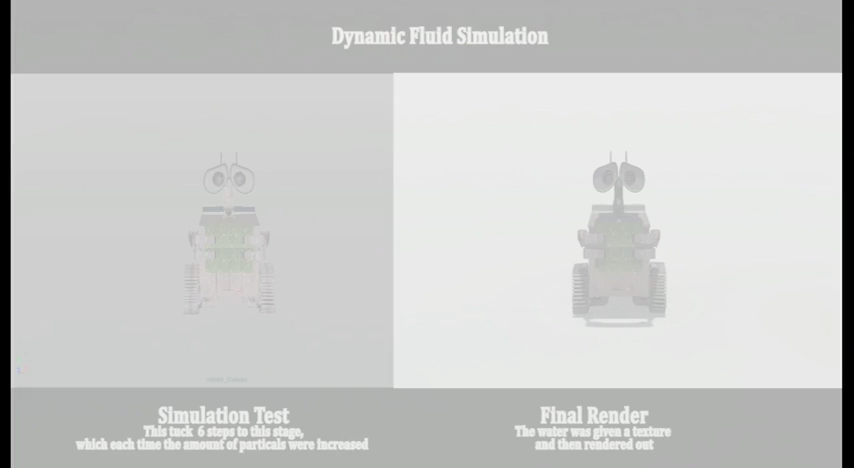 Dynamic Fluid Simulation
Simulation Test
This tuck 6 steps to this stage,
which each time the amount of particals were increased
Final Render
The water was given a texture
and then rendered out